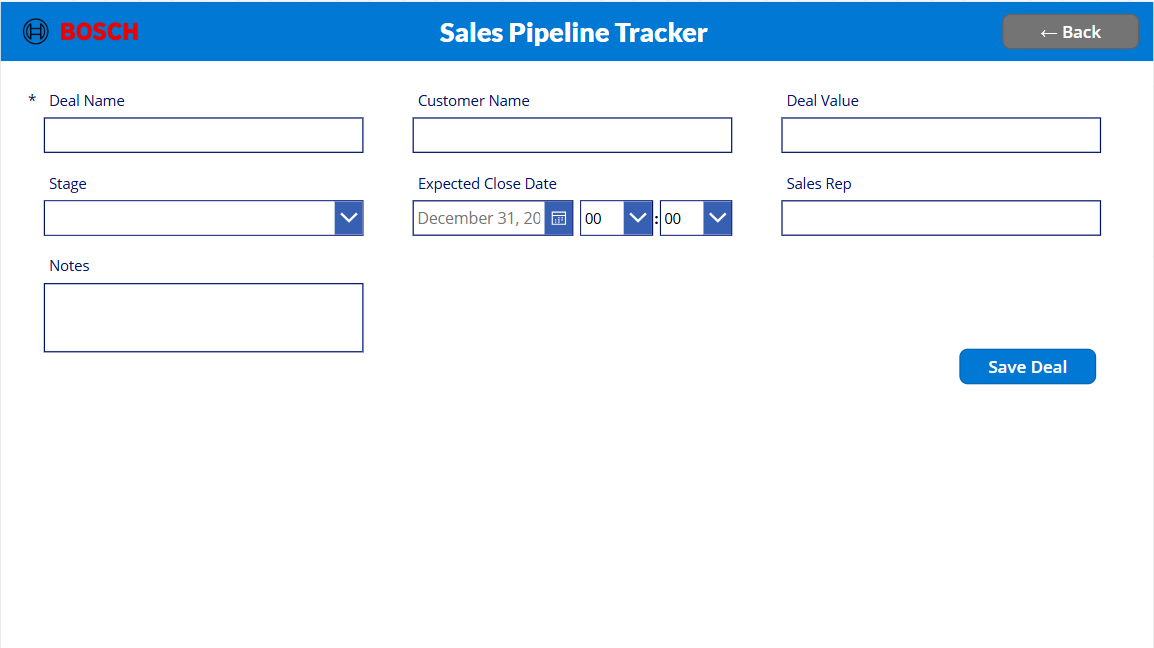 BOSCH
Sales Pipeline Tracker
← Back
* Deal Name
Customer Name
Deal Value
Stage
Expected Close Date
Sales Rep
December 31, 20
00
:
00
Notes
Save Deal